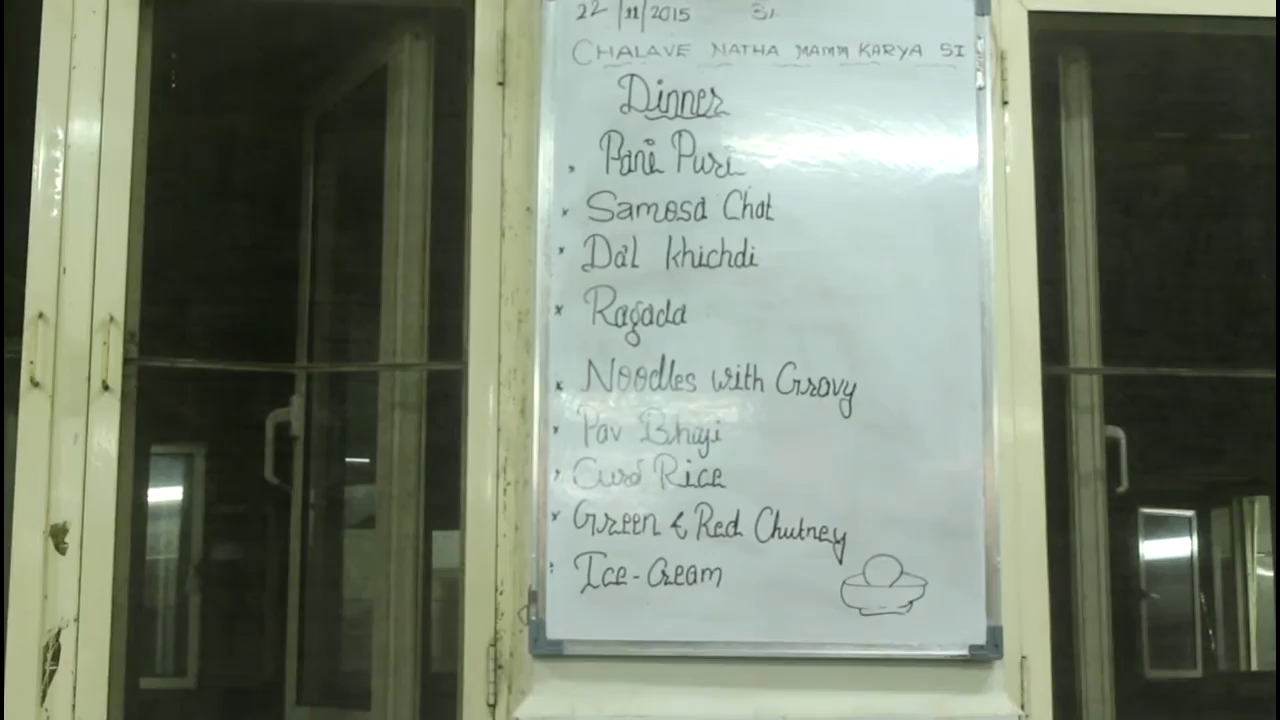 22/11/2015
CHALAVE NATHA MAMM KARYA SI
Dinner
Pani Puri
Samosa Chat
Dal Khichdi
Ragada
Noodles with Gravy
Pav Bhaji
Curd Rice
Green & Red Chutney
Ice-Cream